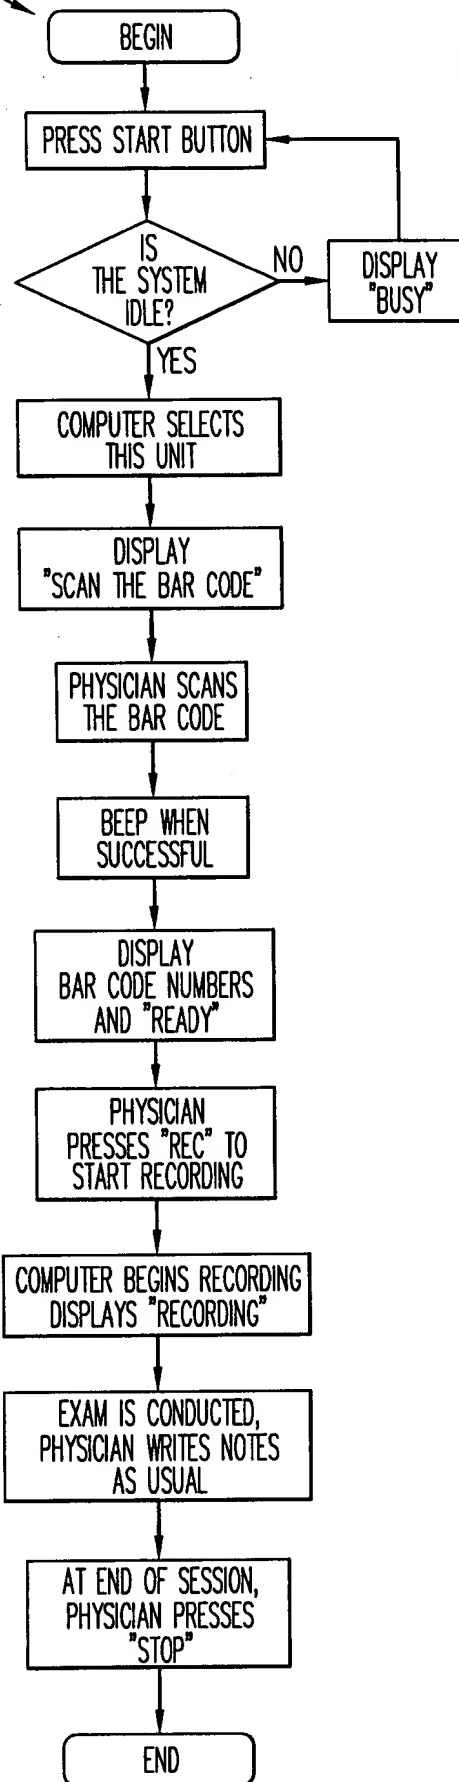 BEGIN
PRESS START BUTTON
IS
THE SYSTEM
IDLE?
NO
DISPLAY
"BUSY"
YES
COMPUTER SELECTS
THIS UNIT
DISPLAY
"SCAN THE BAR CODE"
PHYSICIAN SCANS
THE BAR CODE
BEEP WHEN
SUCCESSFUL
DISPLAY
BAR CODE NUMBERS
AND "READY"
PHYSICIAN
PRESSES "REC" TO
START RECORDING
COMPUTER BEGINS RECORDING
DISPLAYS "RECORDING"
EXAM IS CONDUCTED,
PHYSICIAN WRITES NOTES
AS USUAL
AT END OF SESSION,
PHYSICIAN PRESSES
"STOP"
END